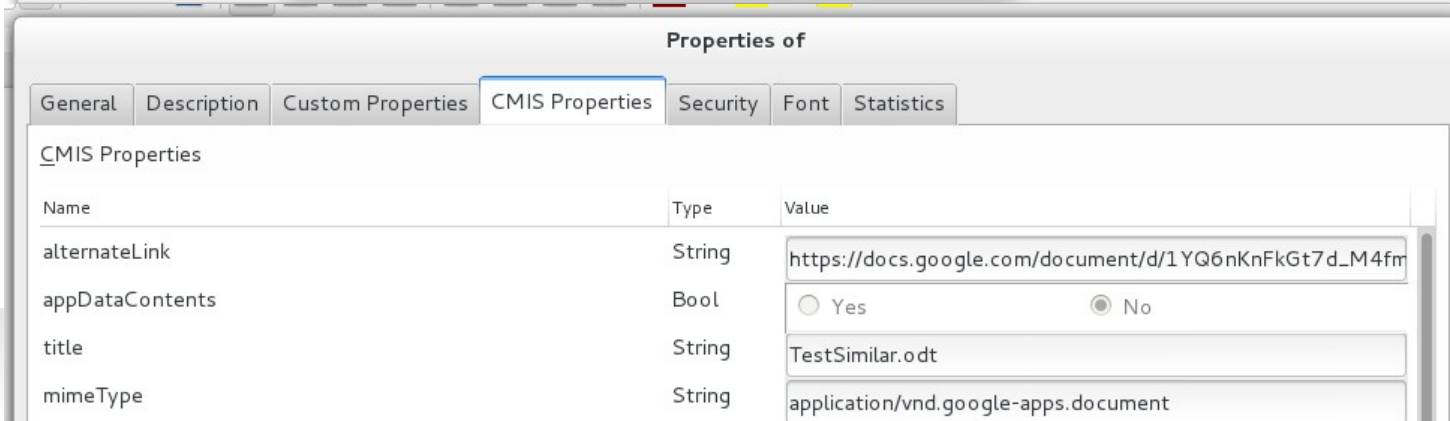 Properties of
General Description Custom Properties CMIS Properties Security Font Statistics
CMIS Properties
Name Type Value
alternateLink String https://docs.google.com/document/d/1YQ6nKnFkGt7d_M4fm
appDataContents Bool Yes No
title String TestSimilar.odt
mimeType String application/vnd.google-apps.document